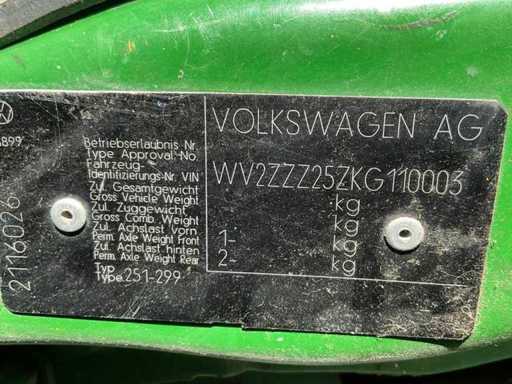 VOLKSWAGEN AG
Betriebserlaubnis Nr.
Type Approval No.
Fahrzeug-
Identifizierungs-Nr. VIN
WV2ZZZ25ZKG110003
Zul. Gesamtgewicht
Gross Vehicle Weight
kg
Zul. Zuggewicht
Gross Comb Weight
kg
Zul. Achslast vorn
Perm. Axle Weight Front
1- kg
Zul. Achslast hinten
Perm. Axle Weight Rear
2- kg
Typ
Type 251-299
2116026